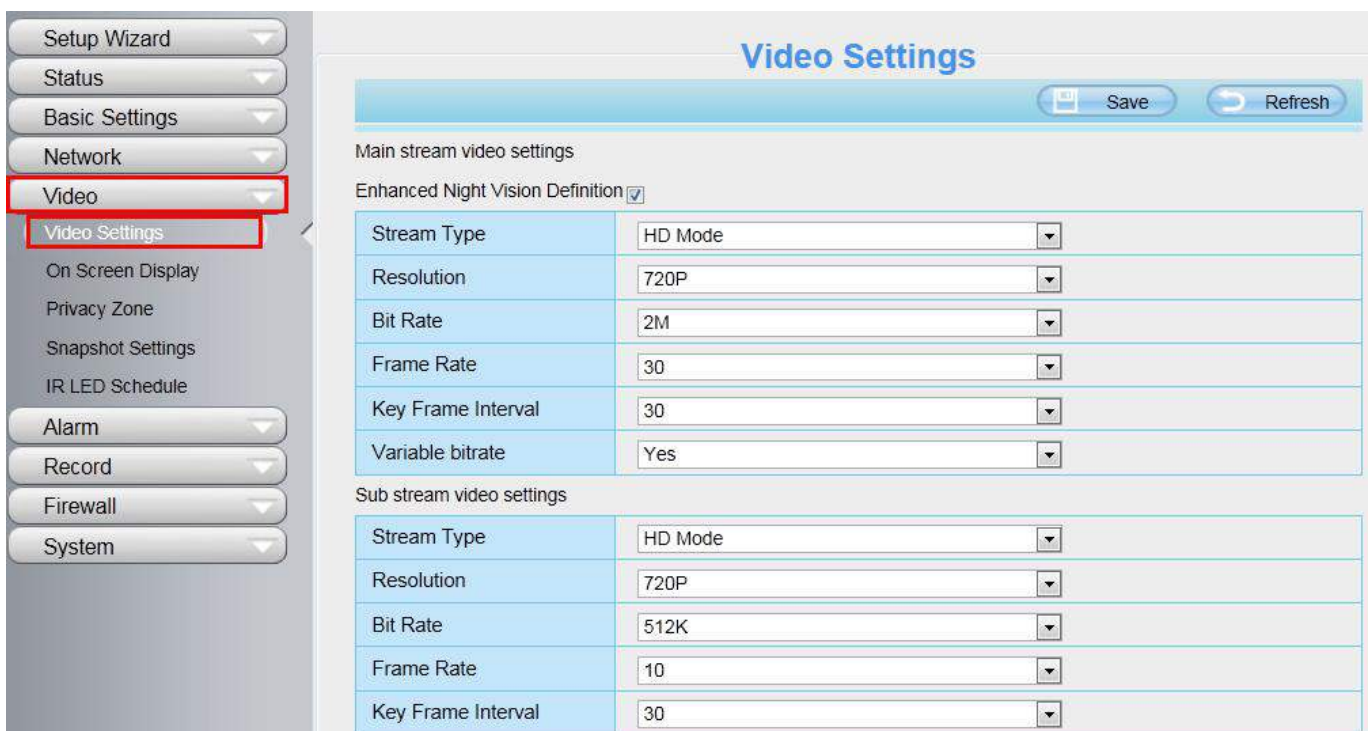 Setup Wizard
Status
Basic Settings
Network
Video
Video Settings
On Screen Display
Privacy Zone
Snapshot Settings
IR LED Schedule
Alarm
Record
Firewall
System
Video Settings
Save Refresh
Main stream video settings
Enhanced Night Vision Definition
Stream Type HD Mode
Resolution 720P
Bit Rate 2M
Frame Rate 30
Key Frame Interval 30
Variable bitrate Yes
Sub stream video settings
Stream Type HD Mode
Resolution 720P
Bit Rate 512K
Frame Rate 10
Key Frame Interval 30